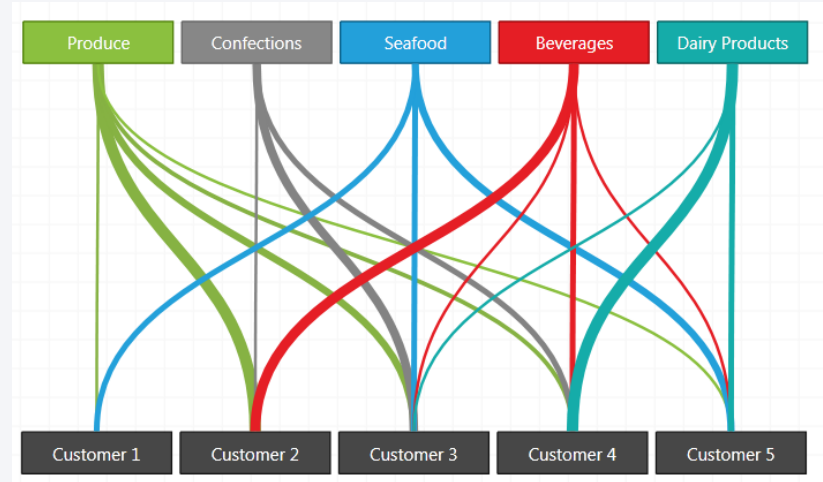 Produce
Confections
Seafood
Beverages
Dairy Products
Customer 1
Customer 2
Customer 3
Customer 4
Customer 5